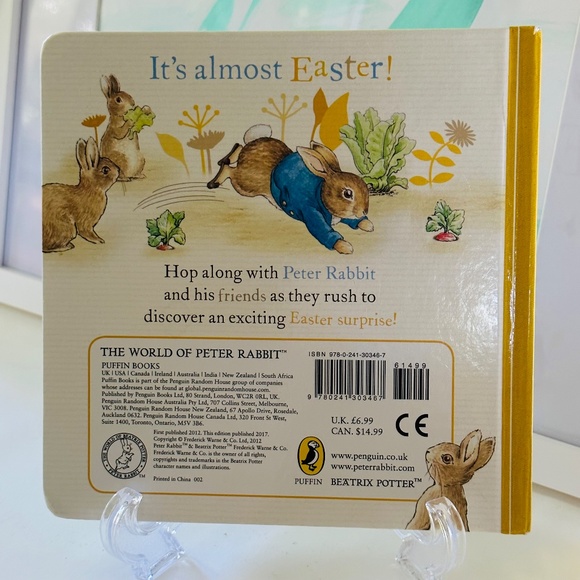 It's almost Easter!
Hop along with Peter Rabbit
and his friends as they rush to
discover an exciting Easter surprise!
THE WORLD OF PETER RABBIT™
PUFFIN BOOKS
UK | USA | Canada | Ireland | Australia | India | New Zealand | South Africa
Puffin Books is part of the Penguin Random House group of companies
whose addresses can be found at global.penguinrandomhouse.com.
Published by Penguin Books Ltd, 80 Strand, London, WC2R 0RL, UK.
Penguin Random House Australia Pty Ltd, 707 Collins Street, Melbourne,
VIC 3008. Penguin Random House New Zealand, 67 Apollo Drive, Rosedale,
Auckland 0632. Penguin Random House Canada, 320 Front St West,
Suite 1400, Toronto, Ontario, M5V 3B6.
First published 2012. This edition published 2017.
Copyright © Frederick Warne & Co. Ltd, 2012
Peter Rabbit™ & Beatrix Potter™ Frederick Warne & Co.
Frederick Warne & Co. is the owner of all rights,
copyrights and trademarks in the Beatrix Potter
character names and illustrations.
Printed in China 002
ISBN 978-0-241-30346-7
61499
9 780241 303467
U.K. £6.99
CAN. $14.99
CE
www.penguin.co.uk
www.peterrabbit.com
PUFFIN
BEATRIX POTTER™